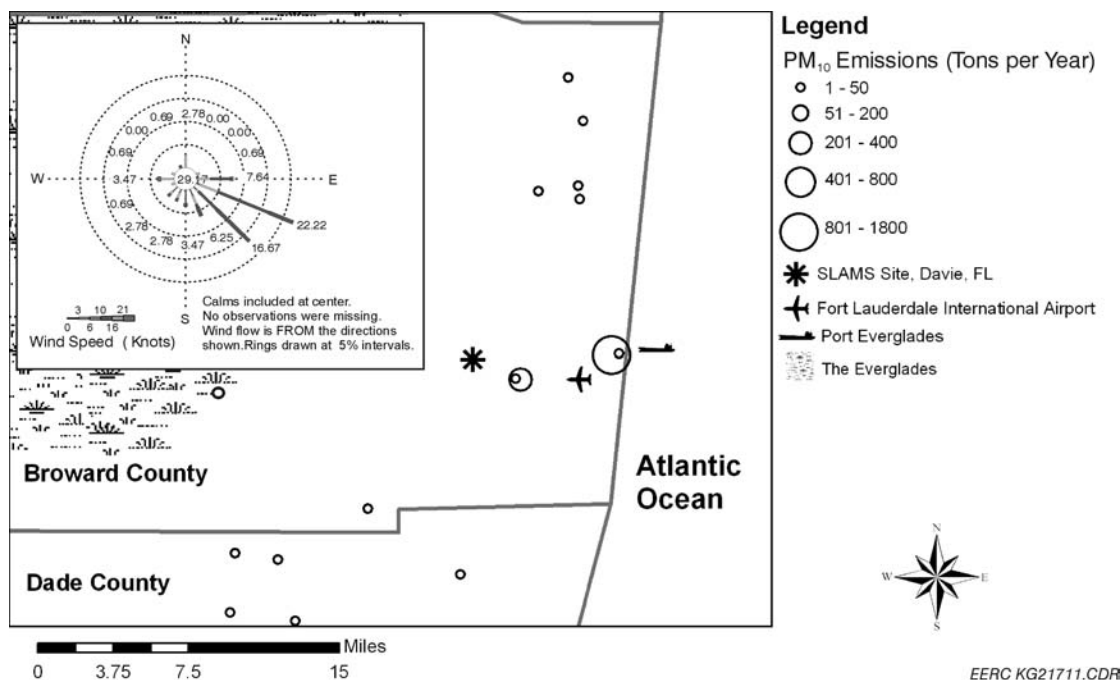 N
2.78
0.69
0.00
0.00
0.00
0.69
0.69
W
3.47
29.17
7.64
E
0.69
22.22
2.78
6.25
16.67
2.78
3.47
S
Calms included at center.
No observations were missing.
Wind flow is FROM the directions
shown.Rings drawn at 5% intervals.
3 10 21
0 6 16
Wind Speed ( Knots)
Broward County
Dade County
Atlantic
Ocean
Legend
PM10 Emissions (Tons per Year)
1 - 50
51 - 200
201 - 400
401 - 800
801 - 1800
SLAMS Site, Davie, FL
Fort Lauderdale International Airport
Port Everglades
The Everglades
N
W
E
S
Miles
0 3.75 7.5 15
EERC KG21711.CDR